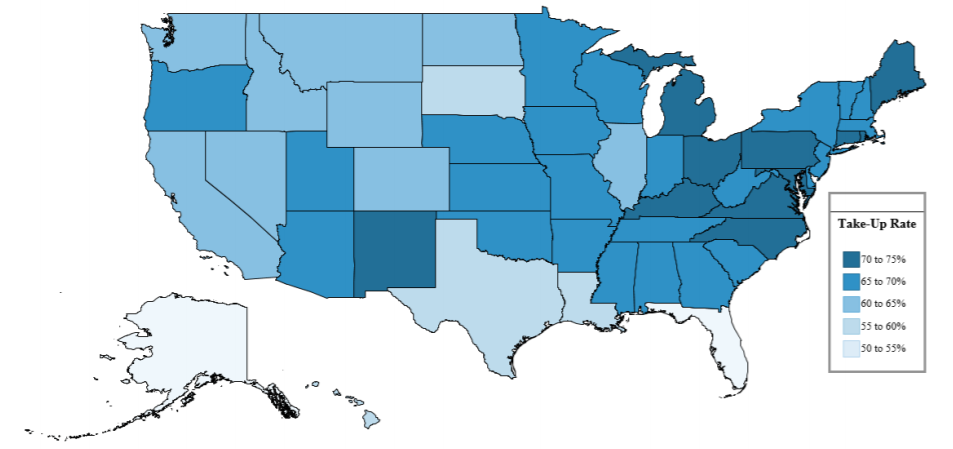 Take-Up Rate
70 to 75%
65 to 70%
60 to 65%
55 to 60%
50 to 55%